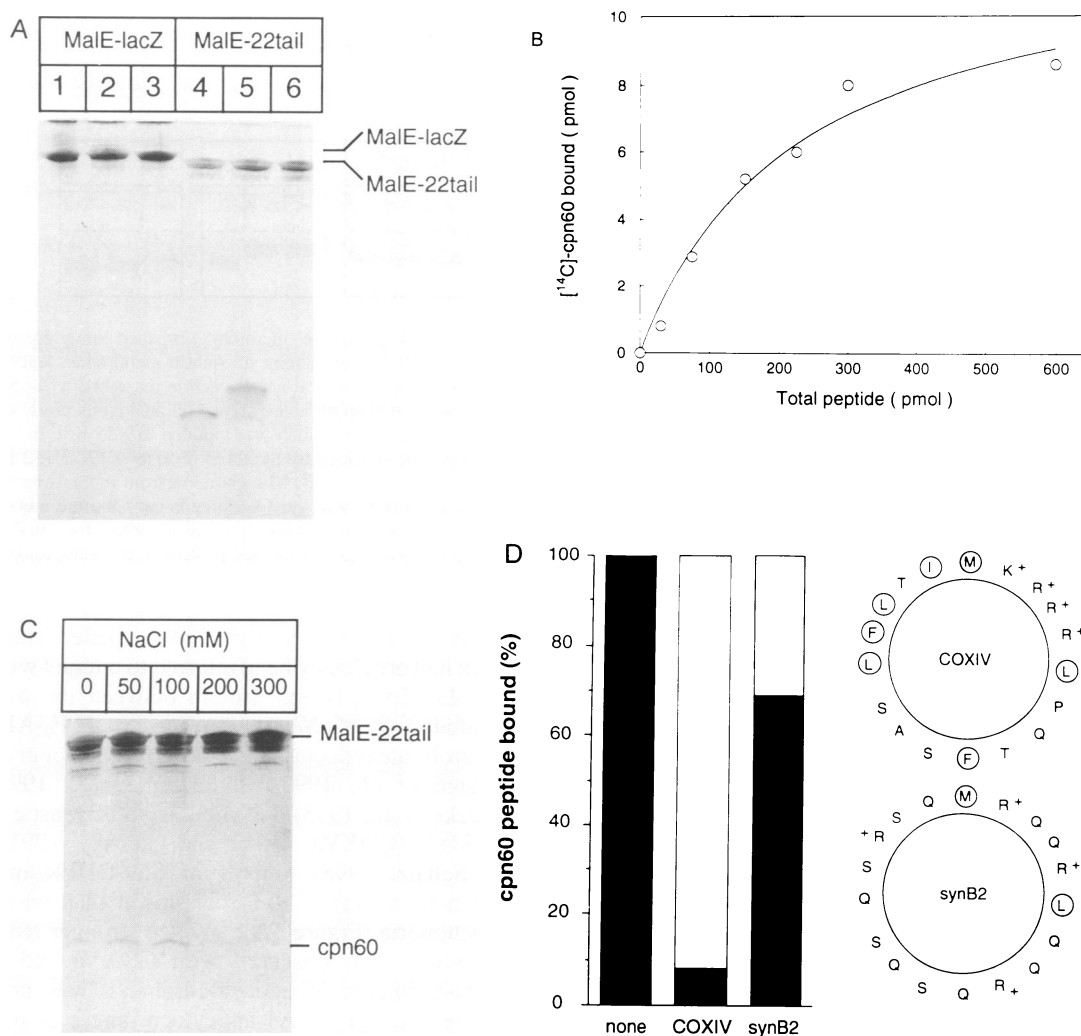 A
MalE-lacZ MalE-22tail
1 2 3 4 5 6
MalE-lacZ
MalE-22tail
B
[¹⁴C]-cpn60 bound ( pmol )
10
8
6
4
2
0
0 100 200 300 400 500 600
Total peptide ( pmol )
C
NaCl (mM)
0 50 100 200 300
MalE-22tail
cpn60
D
cpn60 peptide bound (%)
100
80
60
40
20
0
none COXIV synB2
COXIV
M K+ R+ R+ R+ L P Q T F S A S L F L T I
synB2
M R+ Q Q R+ L Q Q R+ Q S Q S Q S +R S Q